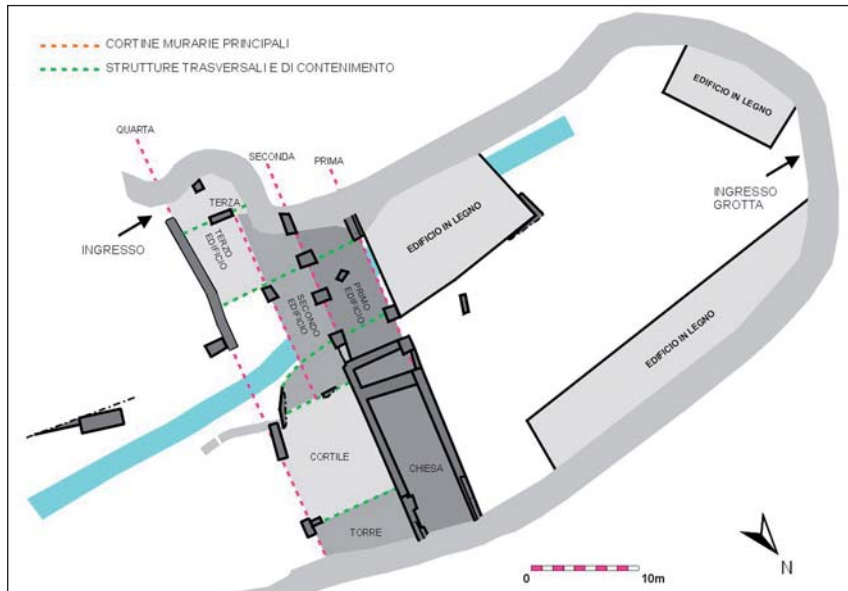 CORTINE MURARIE PRINCIPALI
STRUTTURE TRASVERSALI E DI CONTENIMENTO
EDIFICIO IN LEGNO
QUARTA
SECONDA
PRIMA
INGRESSO
GROTTA
TERZA
INGRESSO
TERZO
EDIFICIO
EDIFICIO IN LEGNO
SECONDO
EDIFICIO
PRIMO
EDIFICIO
EDIFICIO IN LEGNO
CORTILE
CHIESA
TORRE
N
0 10m